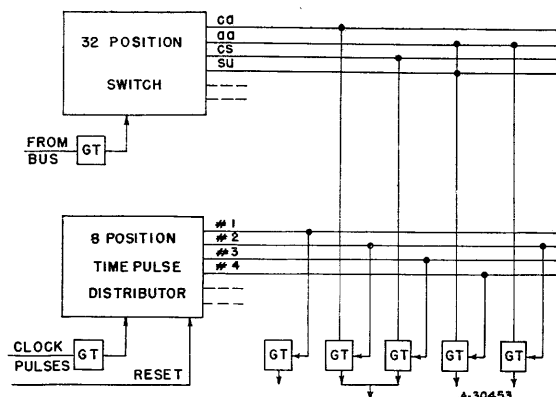 32 POSITION
SWITCH
ca
aa
cs
su
FROM
BUS
GT
8 POSITION
TIME PULSE
DISTRIBUTOR
#1
#2
#3
#4
CLOCK
PULSES
GT
RESET
GT
GT
GT
GT
GT
A-30453